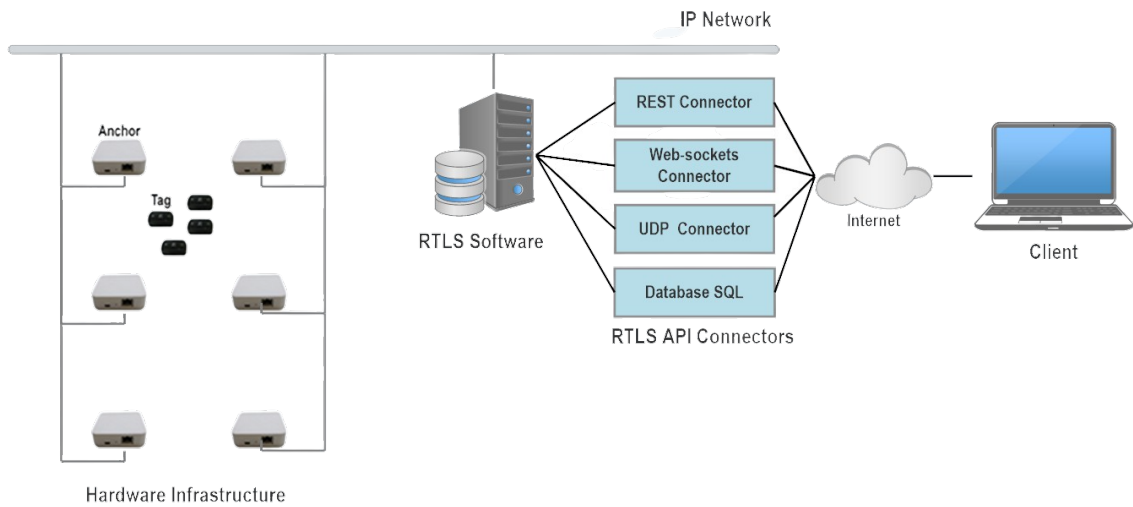 IP Network
Anchor
Tag
Hardware Infrastructure
RTLS Software
REST Connector
Web-sockets
Connector
UDP Connector
Database SQL
RTLS API Connectors
Internet
Client